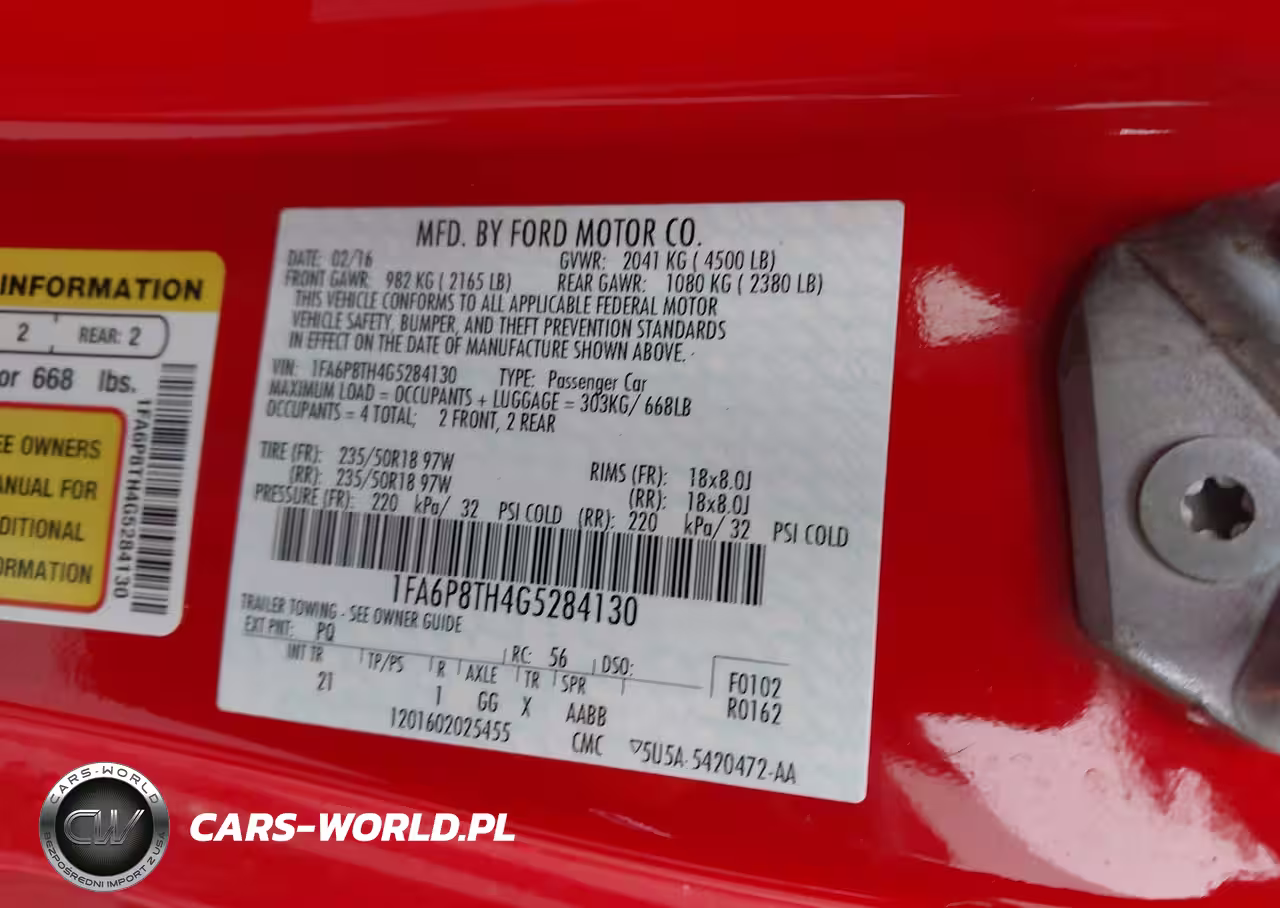 MFD. BY FORD MOTOR CO.
DATE: 02/16 GVWR: 2041 KG ( 4500 LB)
FRONT GAWR: 982 KG ( 2165 LB) REAR GAWR: 1080 KG ( 2380 LB)
THIS VEHICLE CONFORMS TO ALL APPLICABLE FEDERAL MOTOR
VEHICLE SAFETY, BUMPER, AND THEFT PREVENTION STANDARDS
IN EFFECT ON THE DATE OF MANUFACTURE SHOWN ABOVE.
VIN: 1FA6P8TH4G5284130 TYPE: Passenger Car
MAXIMUM LOAD = OCCUPANTS + LUGGAGE = 303KG/ 668LB
OCCUPANTS = 4 TOTAL; 2 FRONT, 2 REAR
TIRE (FR): 235/50R18 97W RIMS (FR): 18x8.0J
(RR): 235/50R18 97W (RR): 18x8.0J
PRESSURE (FR): 220 kPa/ 32 PSI COLD (RR): 220 kPa/ 32 PSI COLD
1FA6P8TH4G5284130
TRAILER TOWING - SEE OWNER GUIDE
EXT PNT: PQ RC: 56 DSO:
INT TR TP/PS R AXLE TR SPR F0102
21 1 GG X AABB R0162
1201602025455 CMC 5U5A-5420472-AA
INFORMATION
2 REAR: 2
or 668 lbs.
EE OWNERS
ANUAL FOR
DITIONAL
ORMATION
1FA6P8TH4G5284130
CARS-WORLD
CW
BEZPOŚREDNI IMPORT Z USA
CARS-WORLD.PL